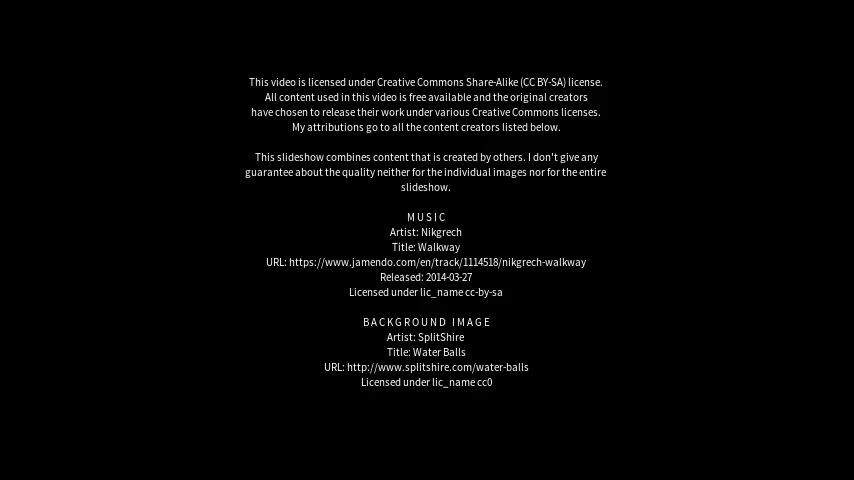 This video is licensed under Creative Commons Share-Alike (CC BY-SA) license.
All content used in this video is free available and the original creators
have chosen to release their work under various Creative Commons licenses.
My attributions go to all the content creators listed below.
This slideshow combines content that is created by others. I don't give any
guarantee about the quality neither for the individual images nor for the entire
slideshow.
MUSIC
Artist: Nikgrech
Title: Walkway
URL: https://www.jamendo.com/en/track/1114518/nikgrech-walkway
Released: 2014-03-27
Licensed under lic_name cc-by-sa
BACKGROUND IMAGE
Artist: SplitShire
Title: Water Balls
URL: http://www.splitshire.com/water-balls
Licensed under lic_name cc0